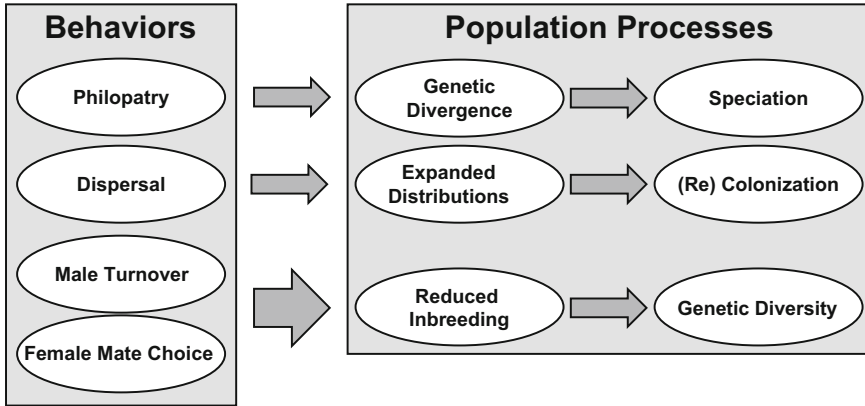 Behaviors
Philopatry
Dispersal
Male Turnover
Female Mate Choice
Population Processes
Genetic
Divergence
Speciation
Expanded
Distributions
(Re) Colonization
Reduced
Inbreeding
Genetic Diversity